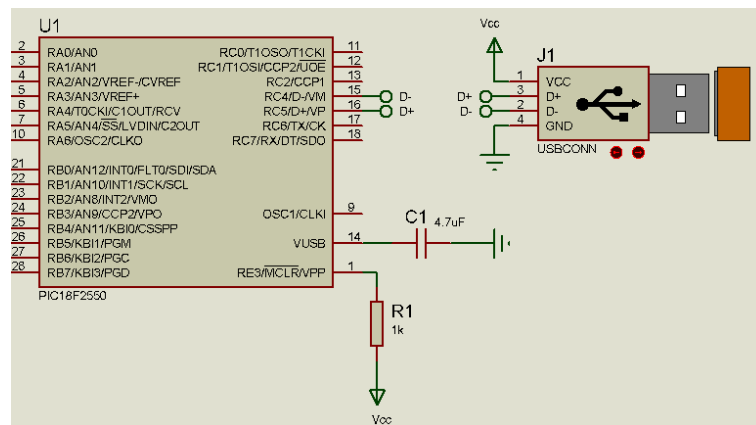 U1
2 RA0/AN0 RC0/T1OSO/T1CKI 11
3 RA1/AN1 RC1/T1OSI/CCP2/UOE 12
4 RA2/AN2/VREF-/CVREF RC2/CCP1 13
5 RA3/AN3/VREF+ RC4/D-/VM 15 D-
6 RA4/T0CKI/C1OUT/RCV RC5/D+/VP 16 D+
7 RA5/AN4/SS/LVDIN/C2OUT RC6/TX/CK 17
10 RA6/OSC2/CLKO RC7/RX/DT/SDO 18
21 RB0/AN12/INT0/FLT0/SDI/SDA
22 RB1/AN10/INT1/SCK/SCL
23 RB2/AN8/INT2/VMO
24 RB3/AN9/CCP2/VPO OSC1/CLKI 9
25 RB4/AN11/KBI0/CSSPP
26 RB5/KBI1/PGM VUSB 14
27 RB6/KBI2/PGC
28 RB7/KBI3/PGD RE3/MCLR/VPP 1
PIC18F2550
C1
4.7uF
R1
1k
Vcc
Vcc
J1
1 VCC
D+ 3 D+
D- 2 D-
4 GND
USBCONN